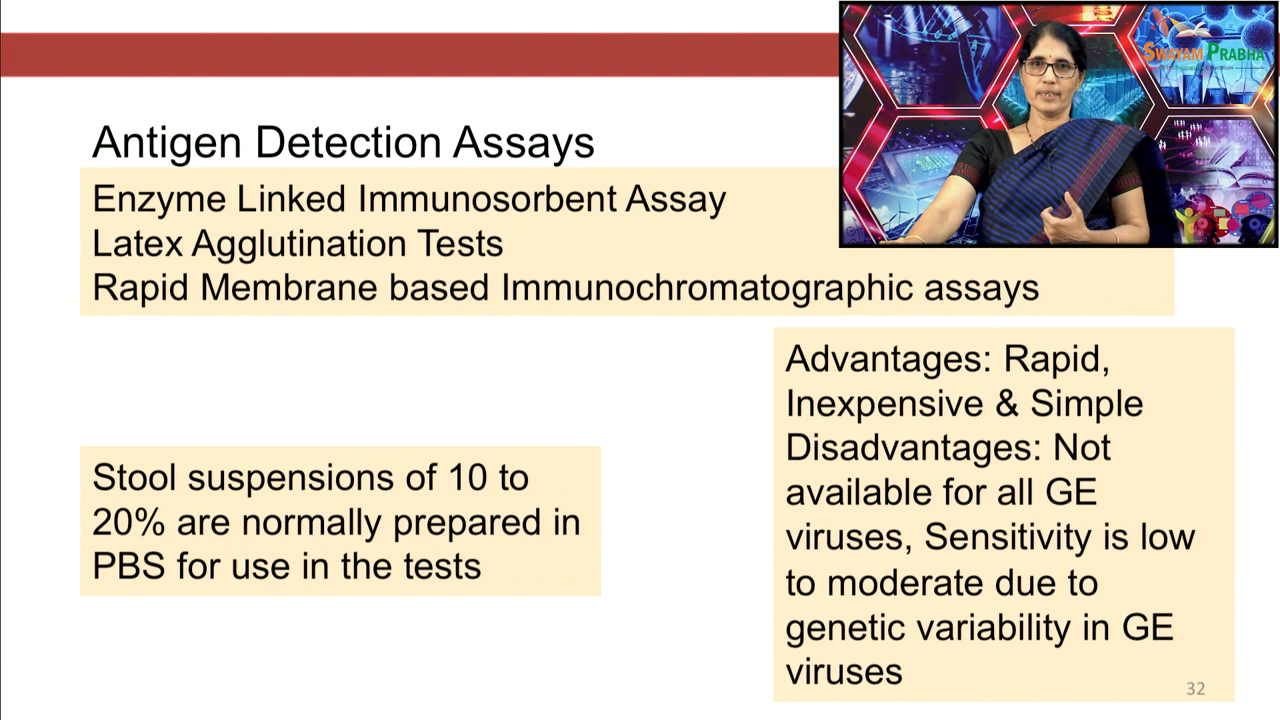 SWAYAM PRABHA
Antigen Detection Assays
Enzyme Linked Immunosorbent Assay
Latex Agglutination Tests
Rapid Membrane based Immunochromatographic assays
Advantages: Rapid,
Inexpensive & Simple
Disadvantages: Not
available for all GE
viruses, Sensitivity is low
to moderate due to
genetic variability in GE
viruses
Stool suspensions of 10 to
20% are normally prepared in
PBS for use in the tests
32